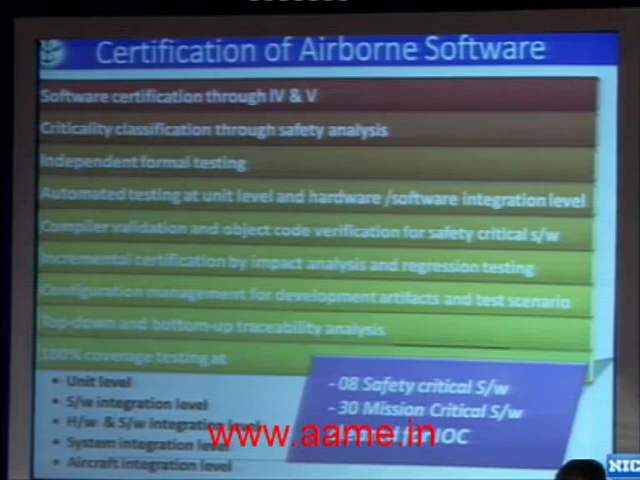 Certification of Airborne Software
Software certification through IV & V
Criticality classification through safety analysis
Independent formal testing
Automated testing at unit level and hardware /software integration level
Compiler validation and object code verification for safety critical s/w
Incremental certification by impact analysis and regression testing
Configuration management for development artifacts and test scenario
Top-down and bottom-up traceability analysis
100% coverage testing at
• Unit level
• S/w integration level
• H/w & S/w integration level
• System integration level
• Aircraft integration level
- 08 Safety critical S/w
- 30 Mission Critical S/w
IOC
www.aame.in
NIC